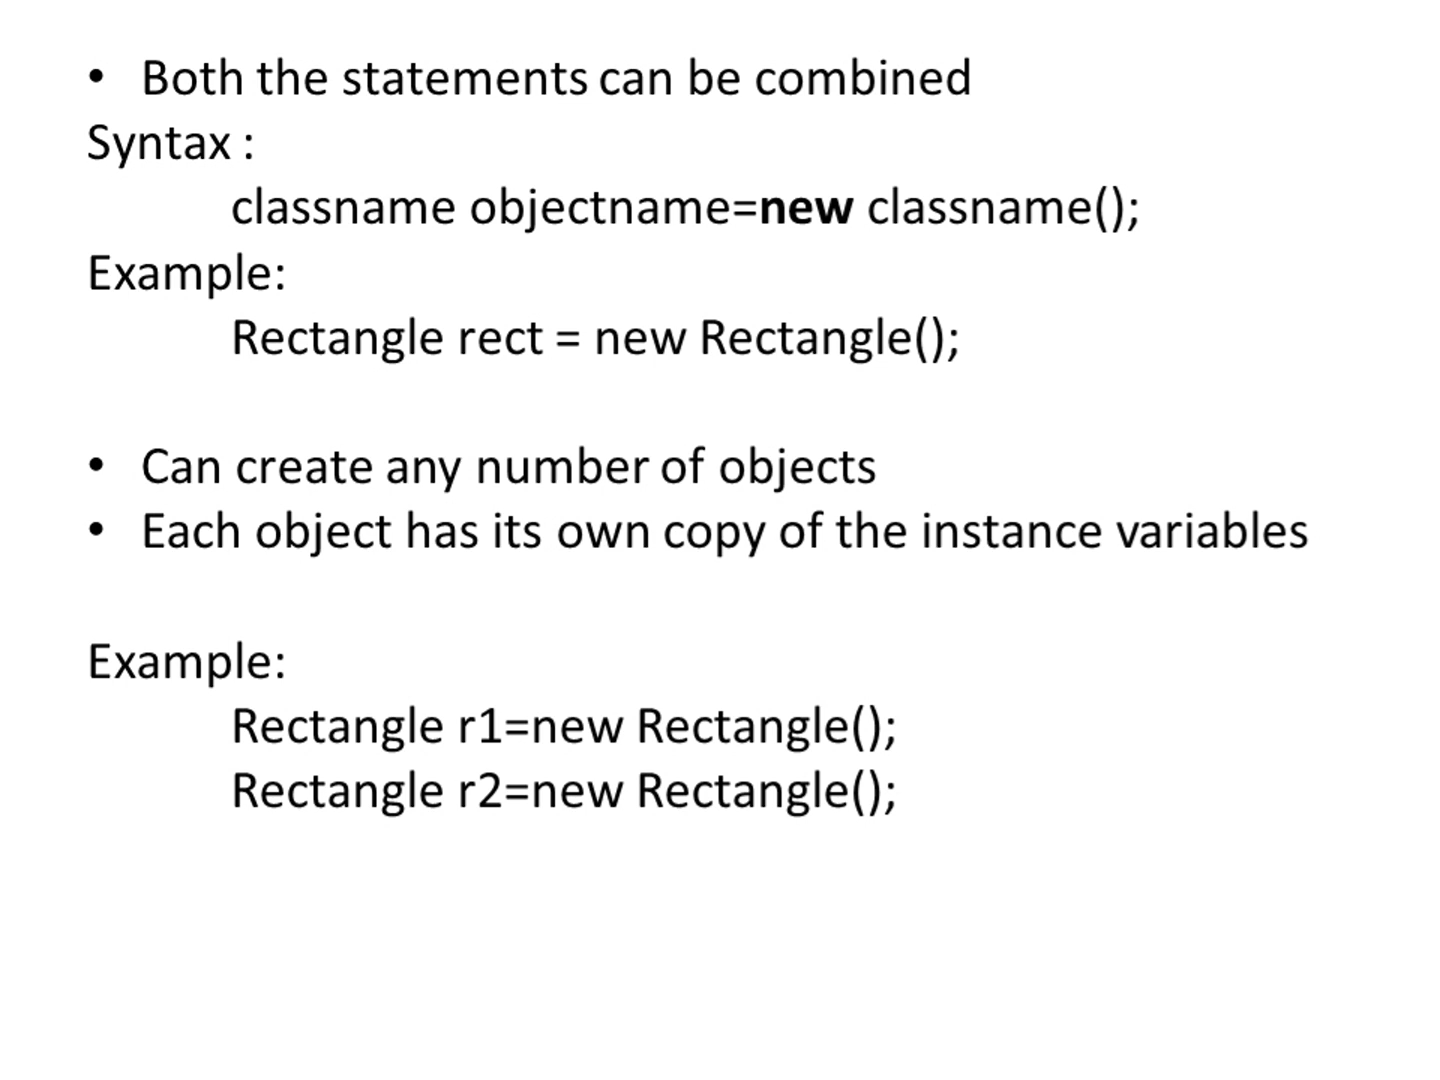 • Both the statements can be combined
Syntax :
classname objectname=new classname();
Example:
Rectangle rect = new Rectangle();
• Can create any number of objects
• Each object has its own copy of the instance variables
Example:
Rectangle r1=new Rectangle();
Rectangle r2=new Rectangle();